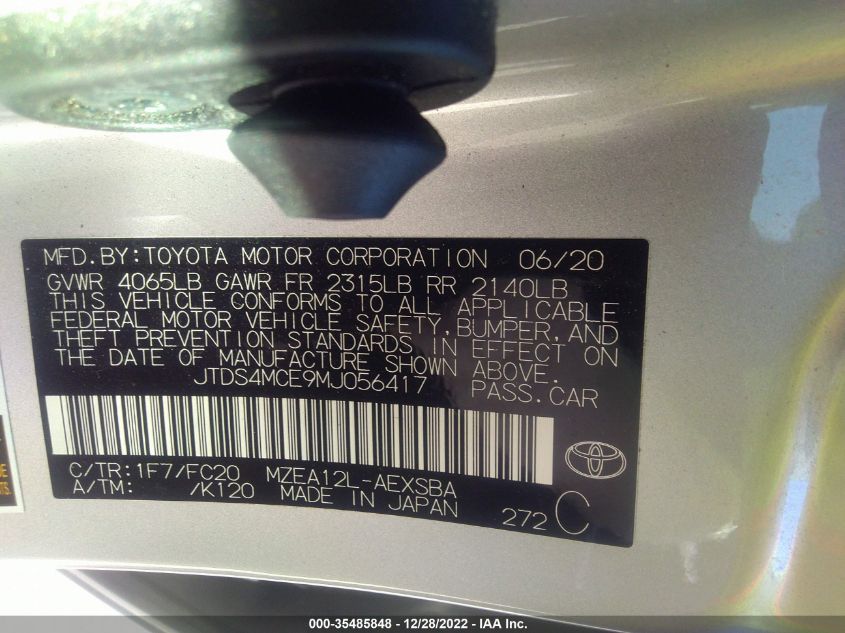 MFD.BY:TOYOTA MOTOR CORPORATION 06/20
GVWR 4065LB GAWR FR 2315LB RR 2140LB
THIS VEHICLE CONFORMS TO ALL APPLICABLE
FEDERAL MOTOR VEHICLE SAFETY,BUMPER,AND
THEFT PREVENTION STANDARDS IN EFFECT ON
THE DATE OF MANUFACTURE SHOWN ABOVE.
JTDS4MCE9MJ056417 PASS.CAR
C/TR:1F7/FC20 MZEA12L-AEXSBA
A/TM: /K120 MADE IN JAPAN
272 C
000-35485848 - 12/28/2022 - IAA Inc.